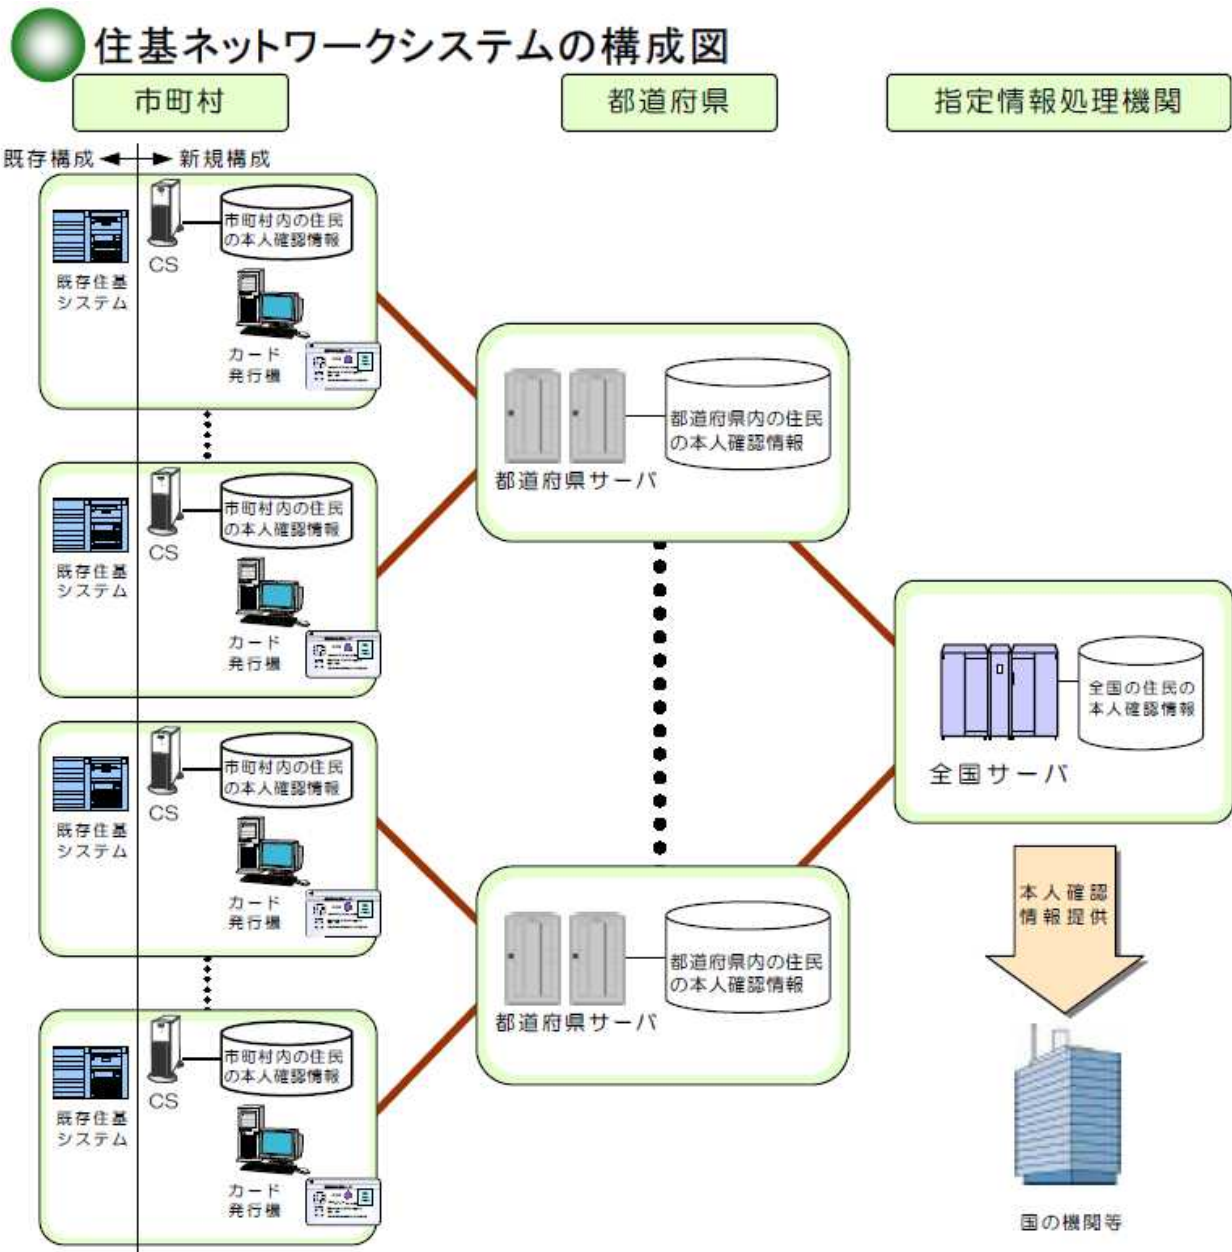 住基ネットワークシステムの構成図
市町村
都道府県
指定情報処理機関
既存構成
新規構成
市町村内の住民
の本人確認情報
CS
既存住基
システム
カード
発行機
市町村内の住民
の本人確認情報
CS
既存住基
システム
カード
発行機
市町村内の住民
の本人確認情報
CS
既存住基
システム
カード
発行機
市町村内の住民
の本人確認情報
CS
既存住基
システム
カード
発行機
都道府県内の住民
の本人確認情報
都道府県サーバ
都道府県内の住民
の本人確認情報
都道府県サーバ
全国の住民の
本人確認情報
全国サーバ
本人確認
情報提供
国の機関等